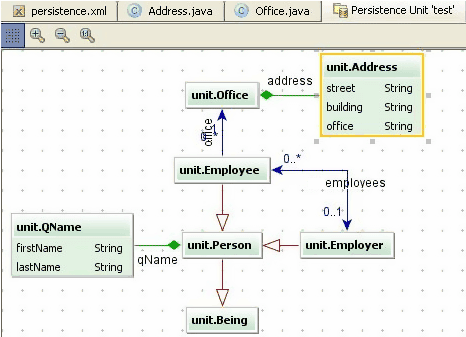 persistence.xml Address.java Office.java Persistence Unit 'test'
unit.Address
street String
building String
office String
address
unit.Office
office
0..*
unit.Employee
employees
0..1
unit.QName
firstName String
lastName String
qName
unit.Person
unit.Employer
unit.Being